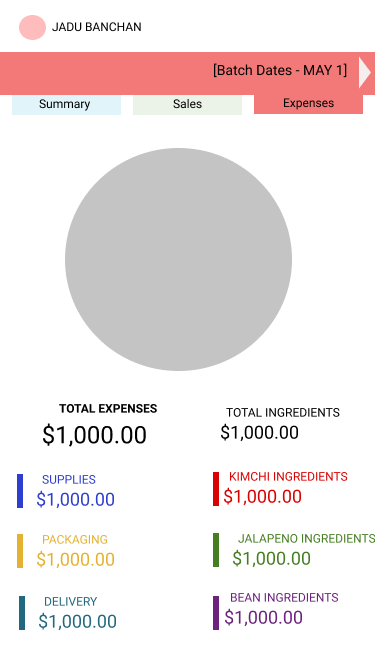 JADU BANCHAN
[Batch Dates - MAY 1]
Summary
Sales
Expenses
TOTAL EXPENSES
$1,000.00
TOTAL INGREDIENTS
$1,000.00
SUPPLIES
$1,000.00
KIMCHI INGREDIENTS
$1,000.00
PACKAGING
$1,000.00
JALAPENO INGREDIENTS
$1,000.00
DELIVERY
$1,000.00
BEAN INGREDIENTS
$1,000.00